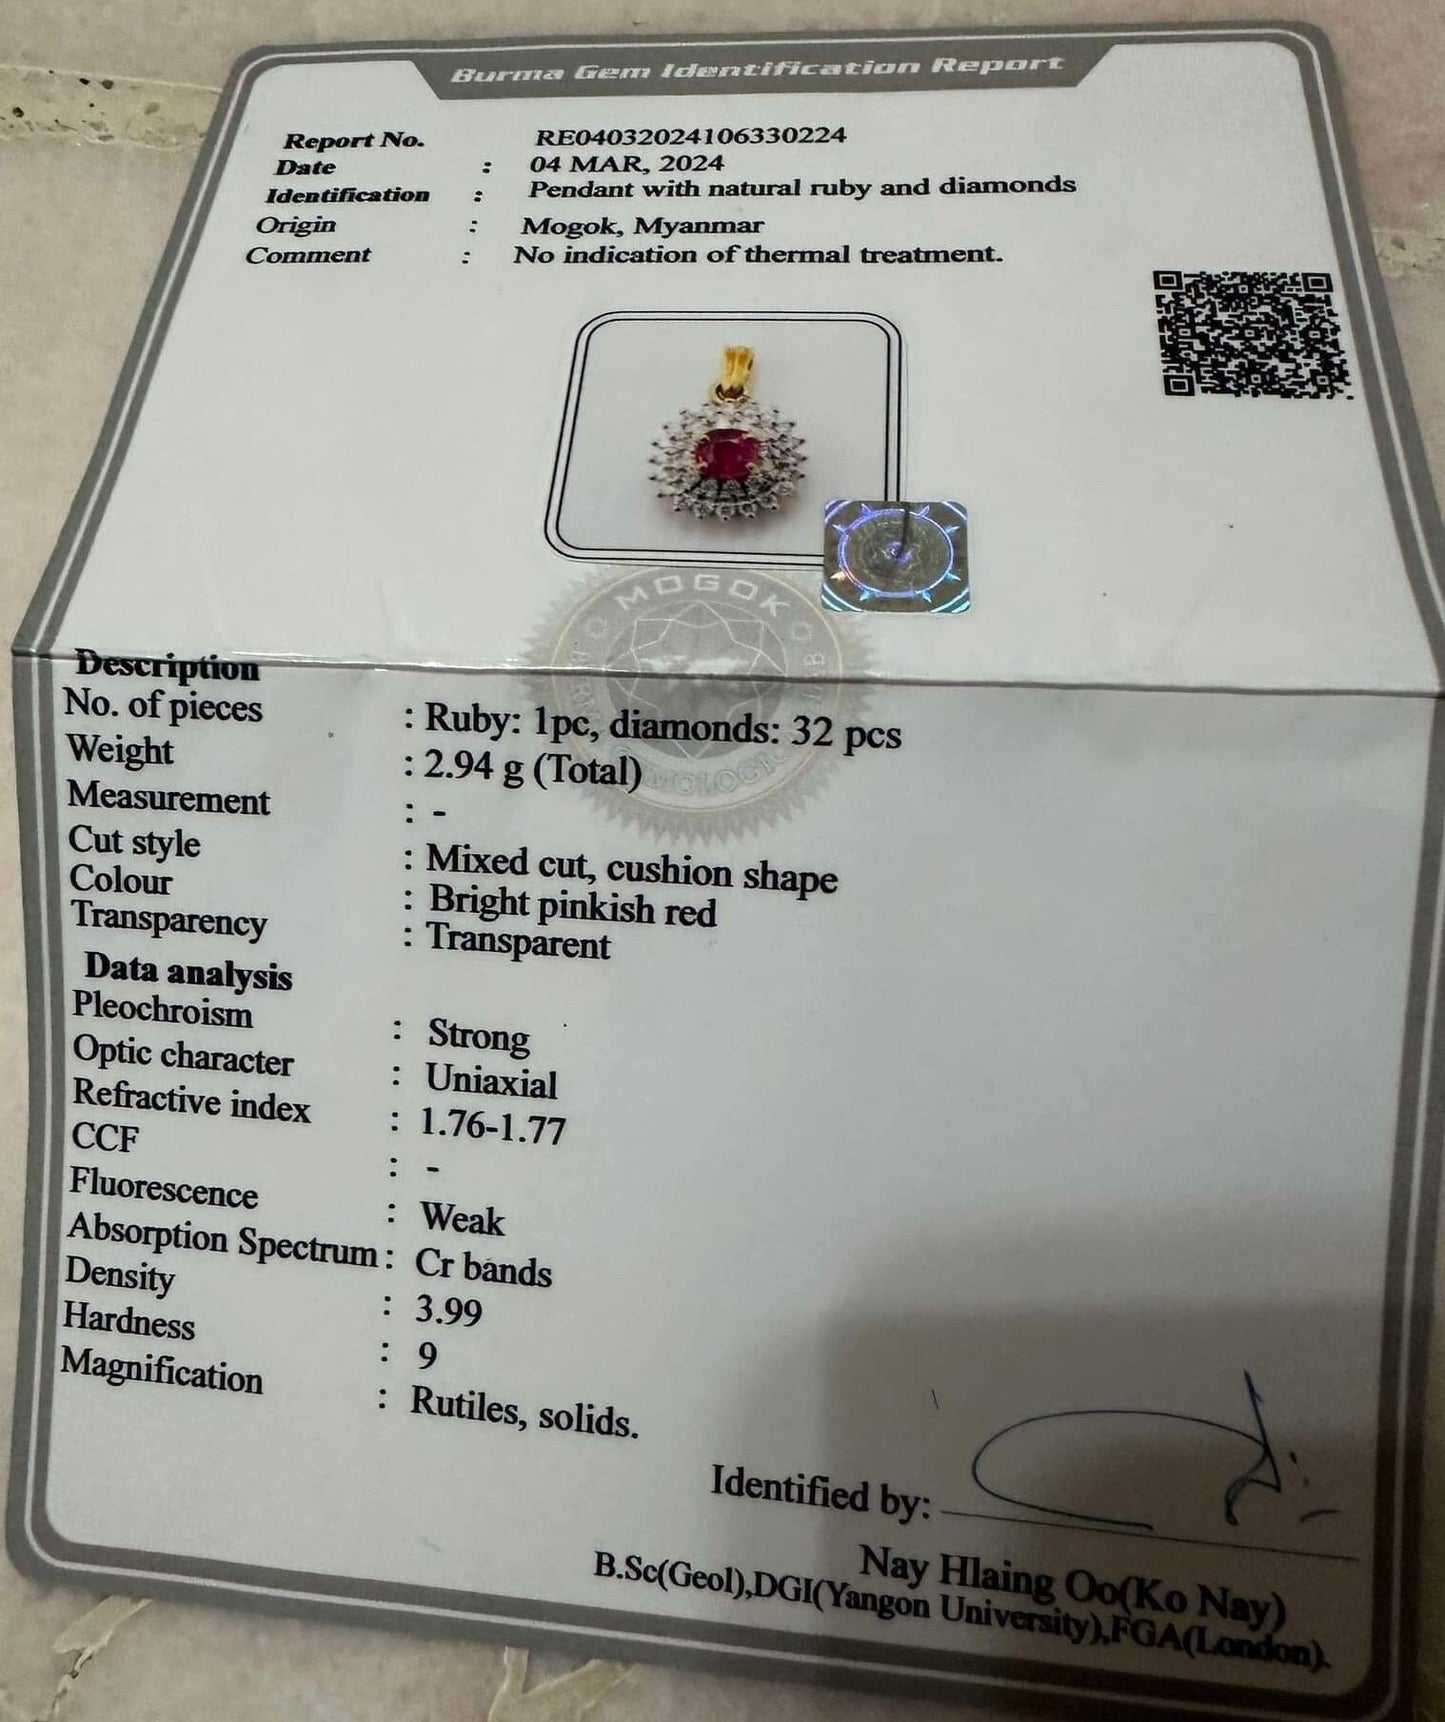 Burma Gem Identification Report
Report No. RE04032024106330224
Date : 04 MAR, 2024
Identification : Pendant with natural ruby and diamonds
Origin : Mogok, Myanmar
Comment : No indication of thermal treatment.
MOGOK
Description
No. of pieces : Ruby: 1pc, diamonds: 32 pcs
Weight : 2.94 g (Total)
Measurement : -
Cut style : Mixed cut, cushion shape
Colour : Bright pinkish red
Transparency : Transparent
Data analysis
Pleochroism : Strong
Optic character : Uniaxial
Refractive index : 1.76-1.77
CCF : -
Fluorescence : Weak
Absorption Spectrum : Cr bands
Density : 3.99
Hardness : 9
Magnification : Rutiles, solids.
Identified by:
Nay Hlaing Oo(Ko Nay)
B.Sc(Geol),DGI(Yangon University),FGA(London).